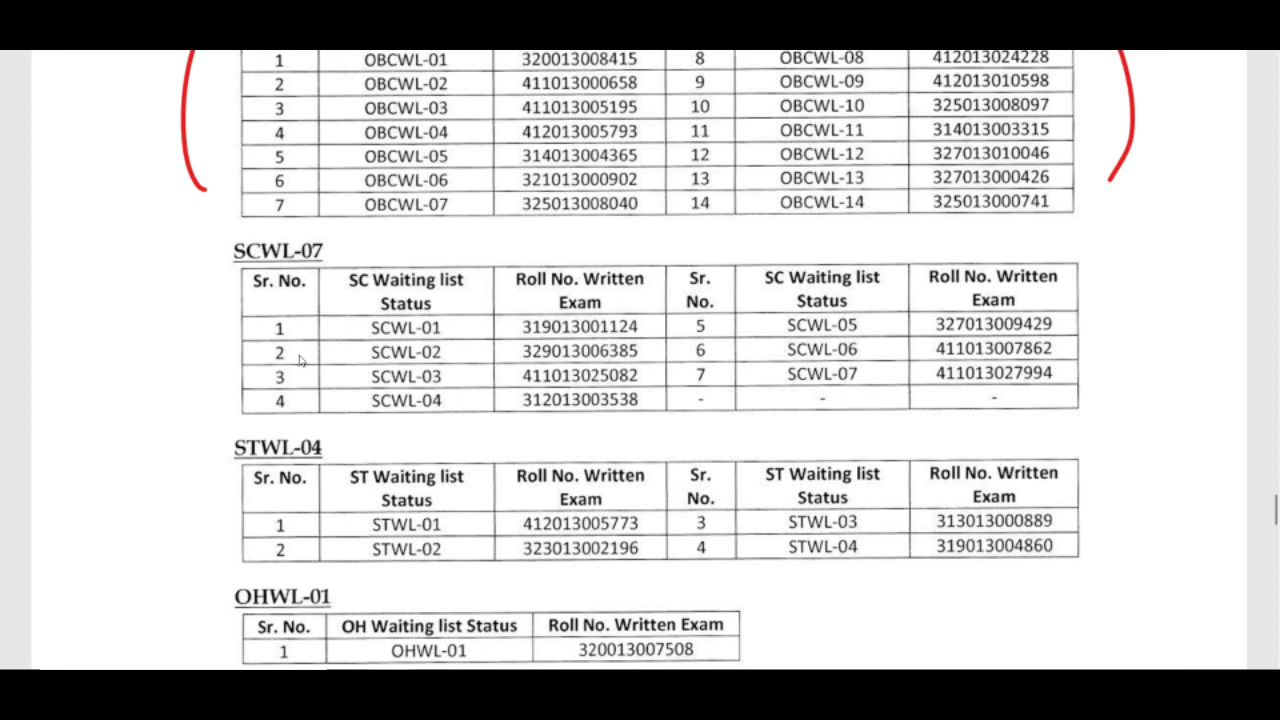 1 OBCWL-01 320013008415 8 OBCWL-08 412013024228
2 OBCWL-02 411013000658 9 OBCWL-09 412013010598
3 OBCWL-03 411013005195 10 OBCWL-10 325013008097
4 OBCWL-04 412013005793 11 OBCWL-11 314013003315
5 OBCWL-05 314013004365 12 OBCWL-12 327013010046
6 OBCWL-06 321013000902 13 OBCWL-13 327013000426
7 OBCWL-07 325013008040 14 OBCWL-14 325013000741
SCWL-07
Sr. No. SC Waiting list Roll No. Written Sr. SC Waiting list Roll No. Written
Status Exam No. Status Exam
1 SCWL-01 319013001124 5 SCWL-05 327013009429
2 SCWL-02 329013006385 6 SCWL-06 411013007862
3 SCWL-03 411013025082 7 SCWL-07 411013027994
4 SCWL-04 312013003538 - - -
STWL-04
Sr. No. ST Waiting list Roll No. Written Sr. ST Waiting list Roll No. Written
Status Exam No. Status Exam
1 STWL-01 412013005773 3 STWL-03 313013000889
2 STWL-02 323013002196 4 STWL-04 319013004860
OHWL-01
Sr. No. OH Waiting list Status Roll No. Written Exam
1 OHWL-01 320013007508